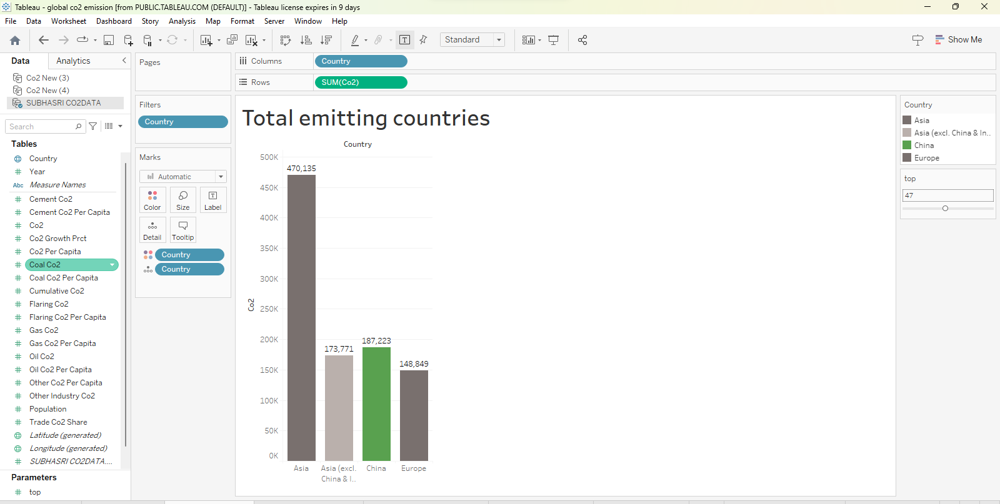 Tableau - global co2 emission [from PUBLIC.TABLEAU.COM (DEFAULT)] - Tableau license expires in 9 days
File Data Worksheet Dashboard Story Analysis Map Format Server Window Help
Standard
Show Me
Data Analytics
Co2 New (3)
Co2 New (4)
SUBHASRI CO2DATA
Search
Tables
Country
Year
Abc Measure Names
Cement Co2
Cement Co2 Per Capita
Co2
Co2 Growth Prct
Co2 Per Capita
Coal Co2
Coal Co2 Per Capita
Cumulative Co2
Flaring Co2
Flaring Co2 Per Capita
Gas Co2
Gas Co2 Per Capita
Oil Co2
Oil Co2 Per Capita
Other Co2 Per Capita
Other Industry Co2
Population
Trade Co2 Share
Latitude (generated)
Longitude (generated)
SUBHASRI CO2DATA....
Parameters
top
Pages
Filters
Country
Marks
Automatic
Color Size Label
Detail Tooltip
Country
Country
Columns Country
Rows SUM(Co2)
Total emitting countries
Country
500K
470,135
450K
400K
350K
300K
Co2
250K
200K
187,223
173,771
148,849
150K
100K
50K
0K
Asia Asia (excl. China & I.. China Europe
Country
Asia
Asia (excl. China & In..
China
Europe
top
47